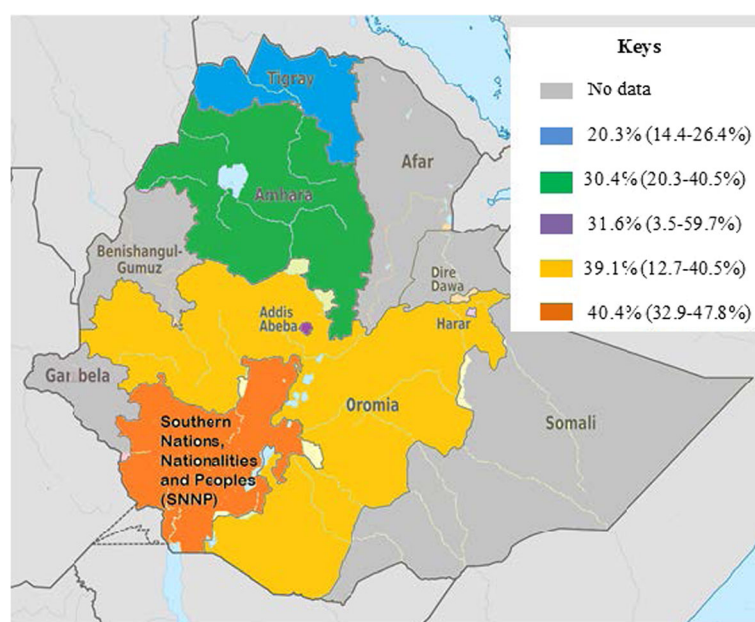 Keys
No data
20.3% (14.4-26.4%)
30.4% (20.3-40.5%)
31.6% (3.5-59.7%)
39.1% (12.7-40.5%)
40.4% (32.9-47.8%)
Tigray
Afar
Amhara
Benishangul-
Gumuz
Dire
Dawa
Addis
Abeba
Harar
Gambela
Oromia
Somali
Southern
Nations,
Nationalities
and Peoples
(SNNP)